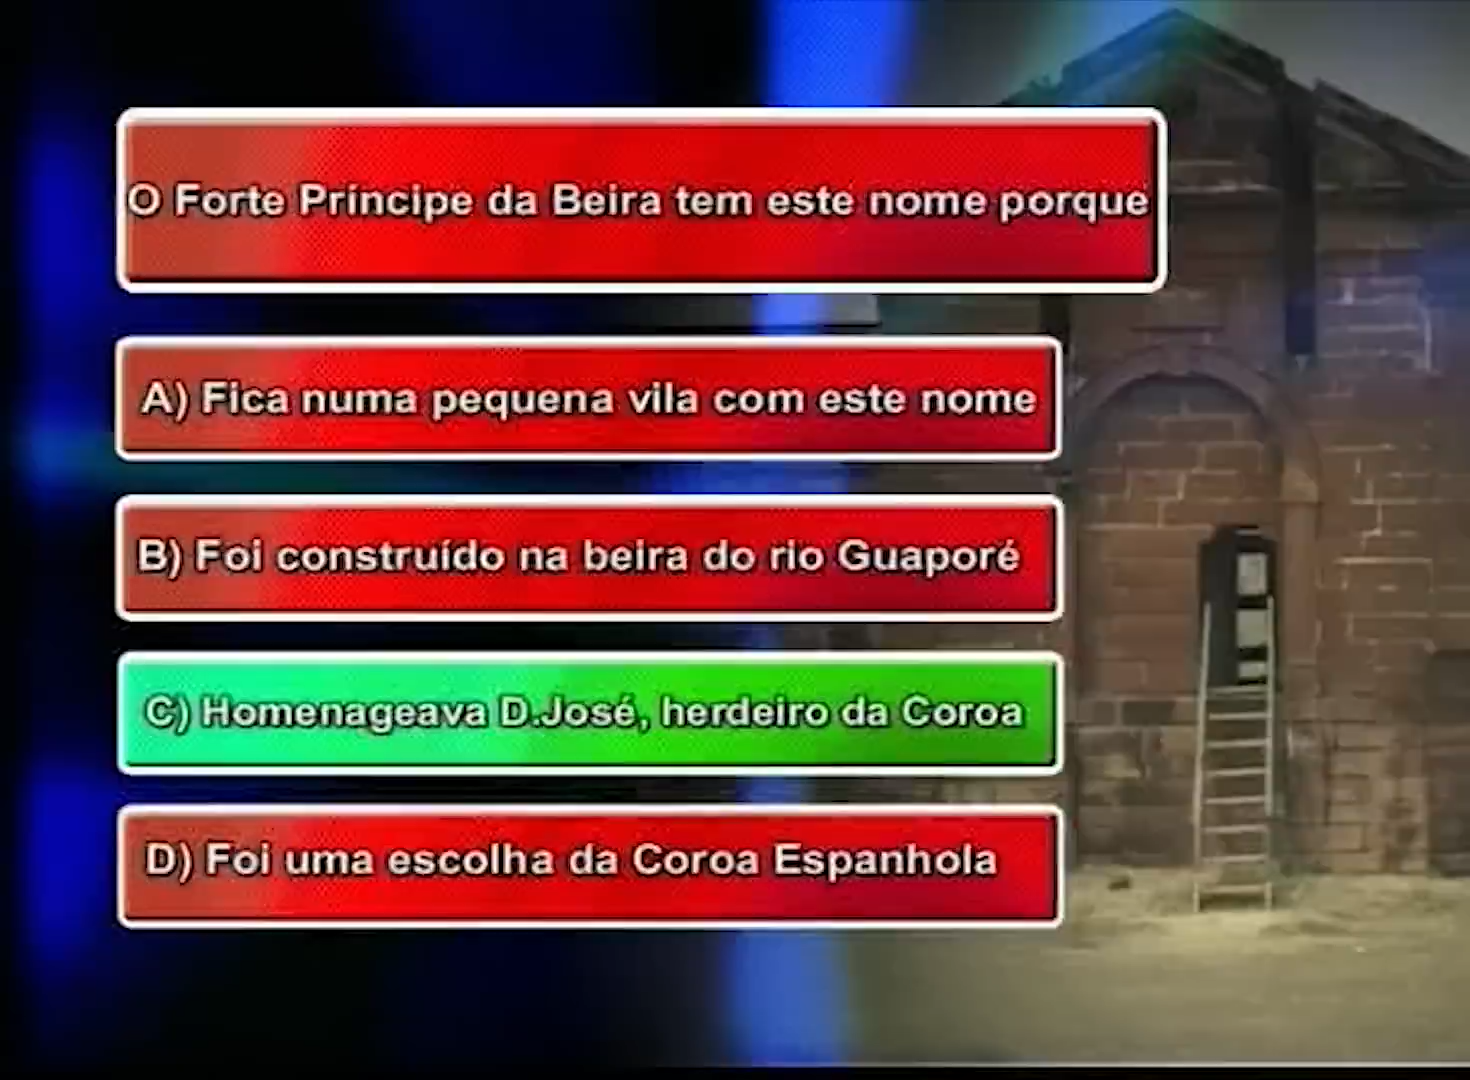 O Forte Príncipe da Beira tem este nome porque
A) Fica numa pequena vila com este nome
B) Foi construído na beira do rio Guaporé
C) Homenageava D.José, herdeiro da Coroa
D) Foi uma escolha da Coroa Espanhola